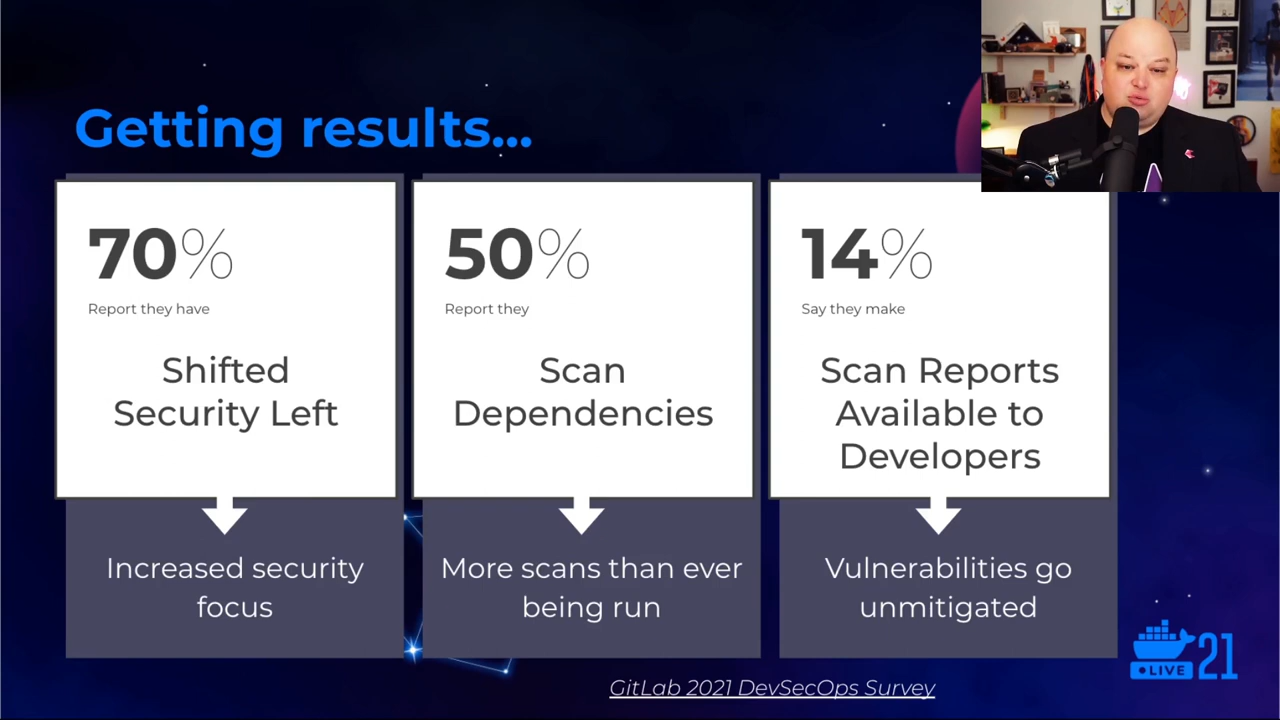 Getting results...
70%
Report they have
Shifted
Security Left
Increased security
focus
50%
Report they
Scan
Dependencies
More scans than ever
being run
14%
Say they make
Scan Reports
Available to
Developers
Vulnerabilities go
unmitigated
LIVE 21
GitLab 2021 DevSecOps Survey